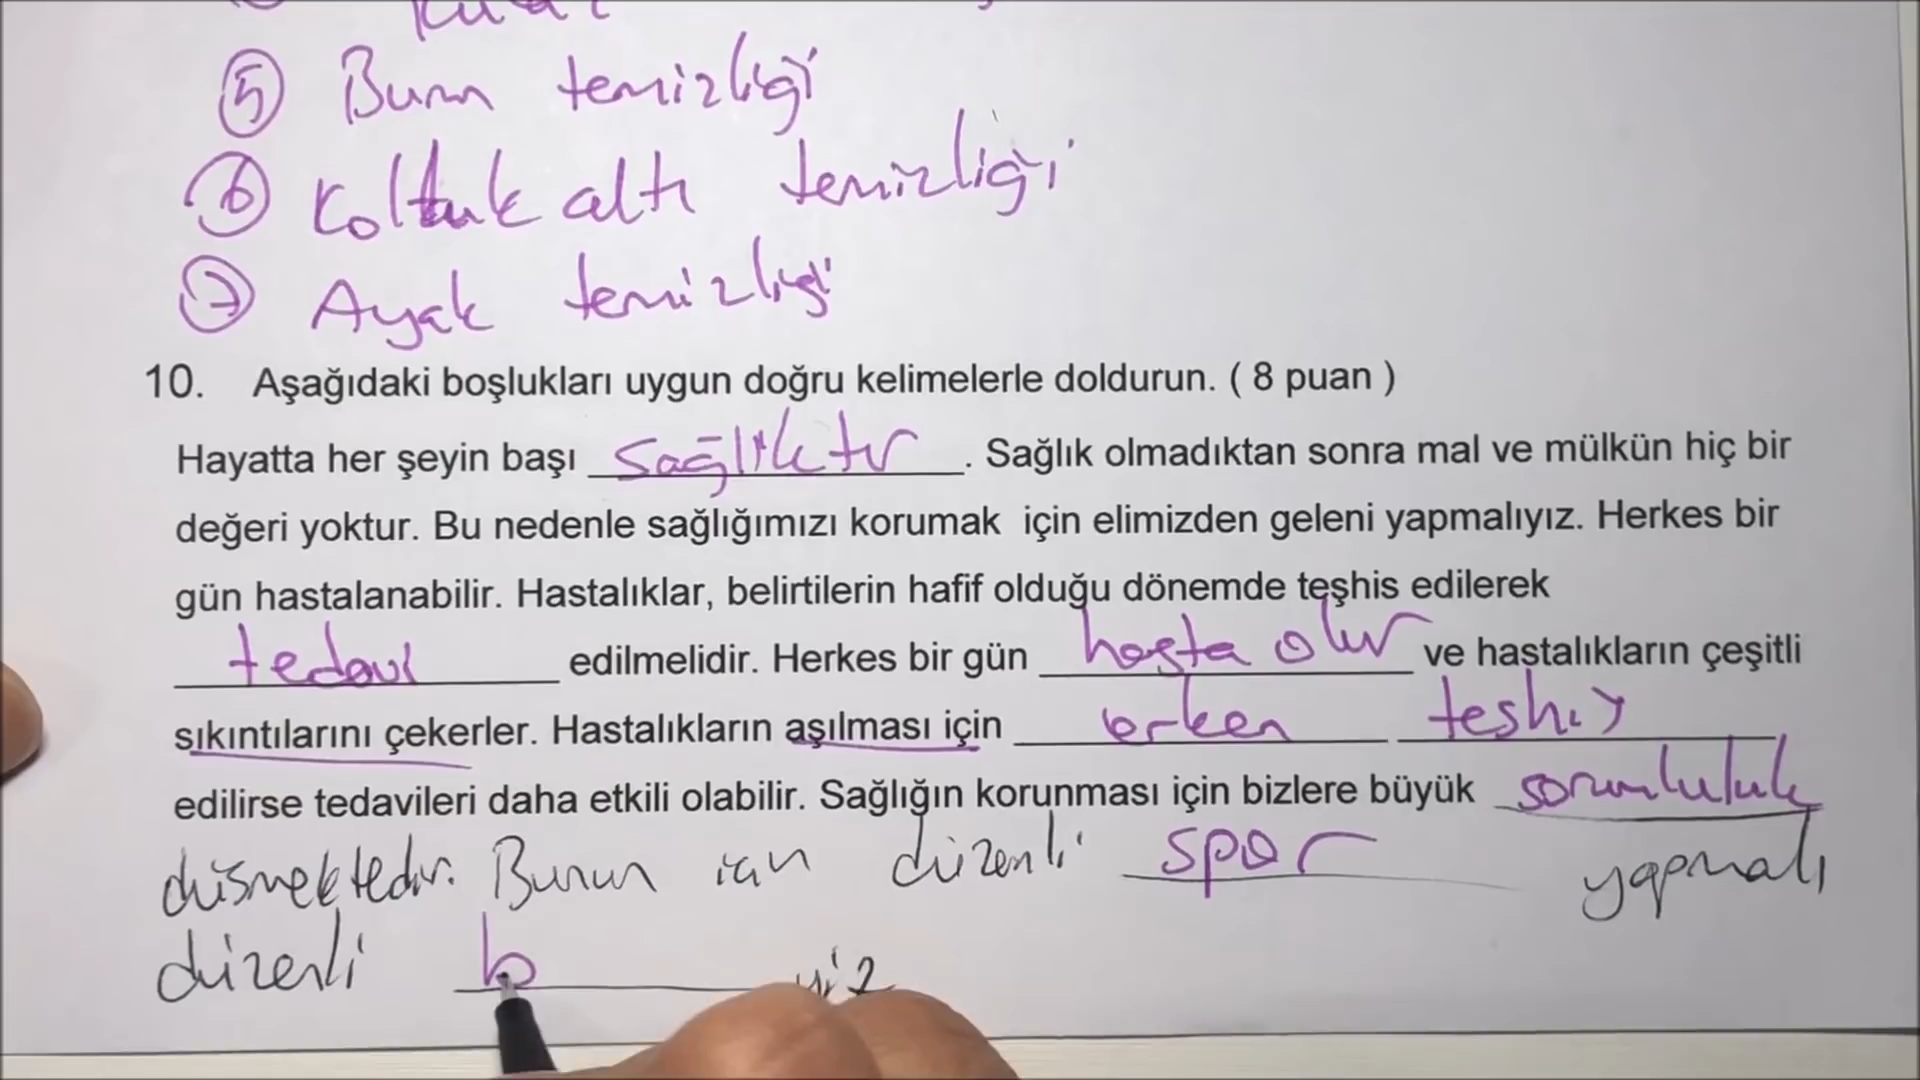 ⑤ Burun temizliği
⑥ Koltuk altı temizliği
⑦ Ayak temizliği
10. Aşağıdaki boşlukları uygun doğru kelimelerle doldurun. ( 8 puan )
Hayatta her şeyin başı sağlıktır. Sağlık olmadıktan sonra mal ve mülkün hiç bir
değeri yoktur. Bu nedenle sağlığımızı korumak için elimizden geleni yapmalıyız. Herkes bir
gün hastalanabilir. Hastalıklar, belirtilerin hafif olduğu dönemde teşhis edilerek
tedavi edilmelidir. Herkes bir gün hasta olur ve hastalıkların çeşitli
sıkıntılarını çekerler. Hastalıkların aşılması için erken teşhis
edilirse tedavileri daha etkili olabilir. Sağlığın korunması için bizlere büyük sorumluluk
düşmektedir. Bunun için düzenli spor yapmalı
düzenli b yiz